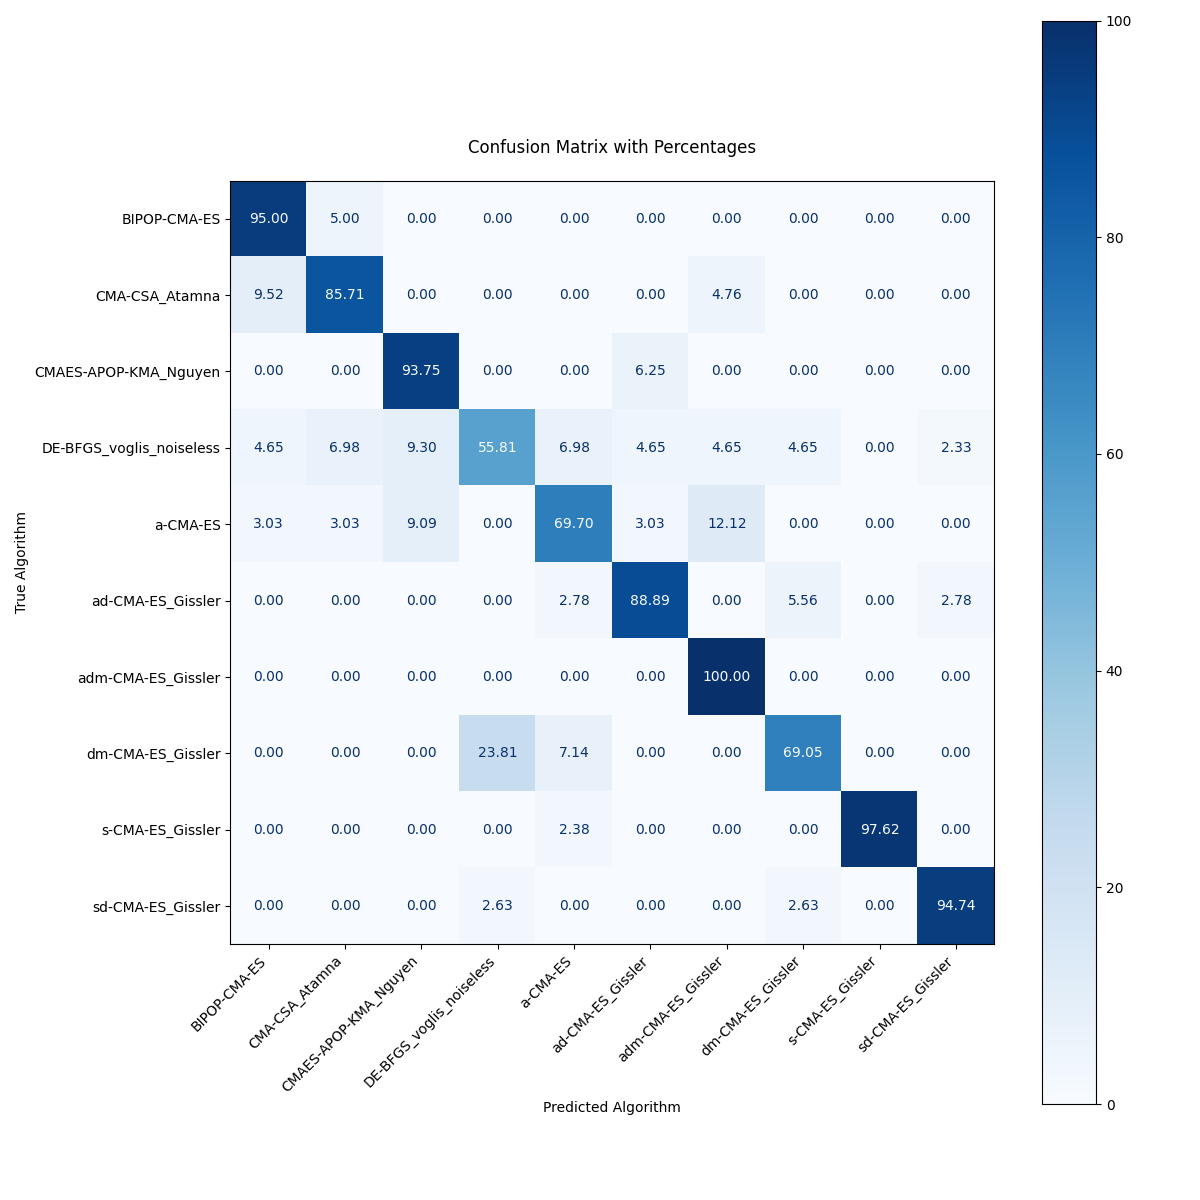 Confusion Matrix with Percentages
BIPOP-CMA-ES 95.00 5.00 0.00 0.00 0.00 0.00 0.00 0.00 0.00 0.00
CMA-CSA_Atamna 9.52 85.71 0.00 0.00 0.00 0.00 4.76 0.00 0.00 0.00
CMAES-APOP-KMA_Nguyen 0.00 0.00 93.75 0.00 0.00 6.25 0.00 0.00 0.00 0.00
DE-BFGS_voglis_noiseless 4.65 6.98 9.30 55.81 6.98 4.65 4.65 4.65 0.00 2.33
a-CMA-ES 3.03 3.03 9.09 0.00 69.70 3.03 12.12 0.00 0.00 0.00
ad-CMA-ES_Gissler 0.00 0.00 0.00 0.00 2.78 88.89 0.00 5.56 0.00 2.78
adm-CMA-ES_Gissler 0.00 0.00 0.00 0.00 0.00 0.00 100.00 0.00 0.00 0.00
dm-CMA-ES_Gissler 0.00 0.00 0.00 23.81 7.14 0.00 0.00 69.05 0.00 0.00
s-CMA-ES_Gissler 0.00 0.00 0.00 0.00 2.38 0.00 0.00 0.00 97.62 0.00
sd-CMA-ES_Gissler 0.00 0.00 0.00 2.63 0.00 0.00 0.00 2.63 0.00 94.74
True Algorithm
BIPOP-CMA-ES
CMA-CSA_Atamna
CMAES-APOP-KMA_Nguyen
DE-BFGS_voglis_noiseless
a-CMA-ES
ad-CMA-ES_Gissler
adm-CMA-ES_Gissler
dm-CMA-ES_Gissler
s-CMA-ES_Gissler
sd-CMA-ES_Gissler
Predicted Algorithm
100
80
60
40
20
0